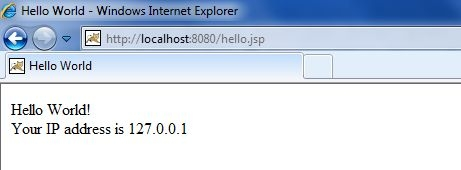 Hello World - Windows Internet Explorer
http://localhost:8080/hello.jsp
Hello World
Hello World!
Your IP address is 127.0.0.1